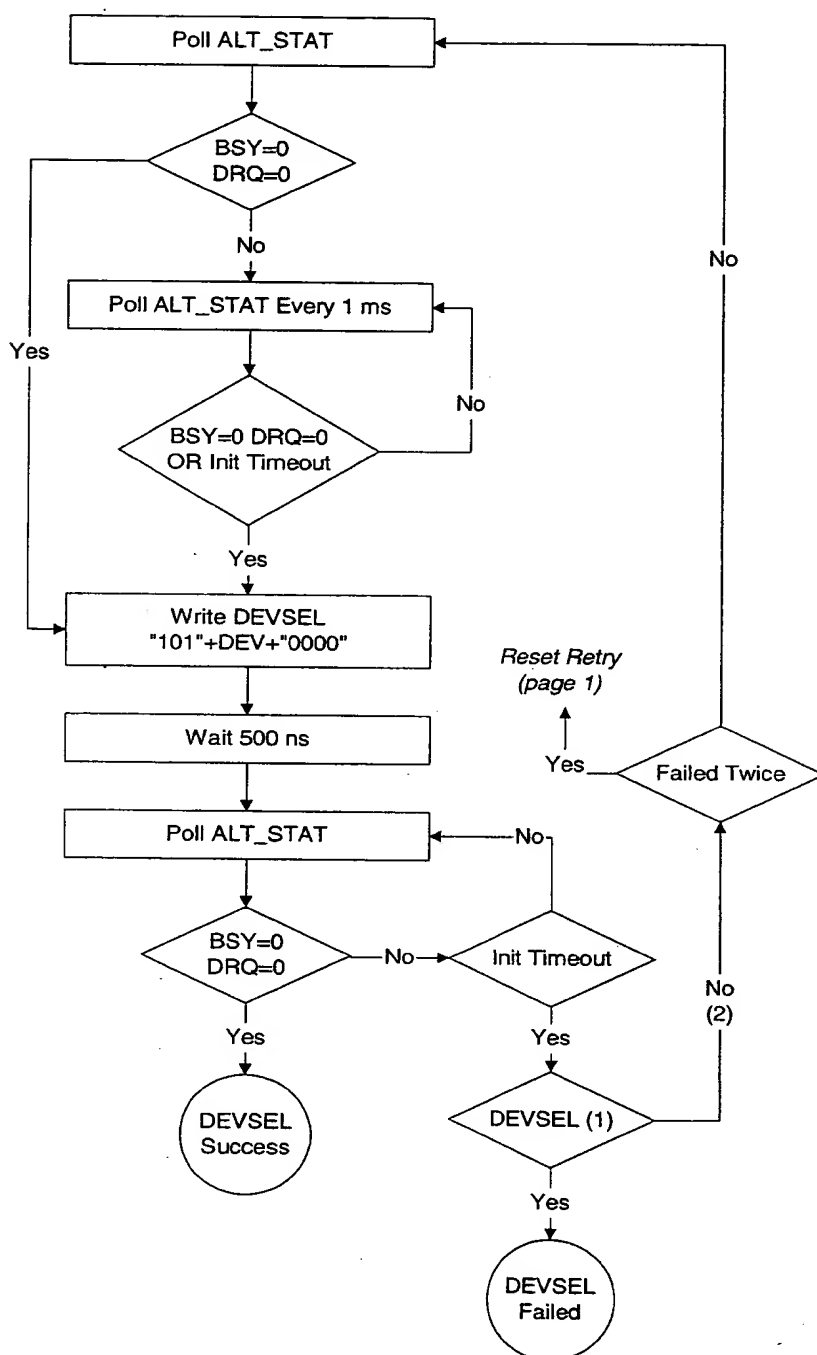 Poll ALT_STAT
BSY=0
DRQ=0
No
No
Poll ALT_STAT Every 1 ms
Yes
No
BSY=0 DRQ=0
OR Init Timeout
Yes
Write DEVSEL
"101"+DEV+"0000"
Reset Retry
(page 1)
Wait 500 ns
Yes
Failed Twice
Poll ALT_STAT
No
BSY=0
DRQ=0
No
Init Timeout
No
(2)
Yes
Yes
DEVSEL
Success
DEVSEL (1)
Yes
DEVSEL
Failed